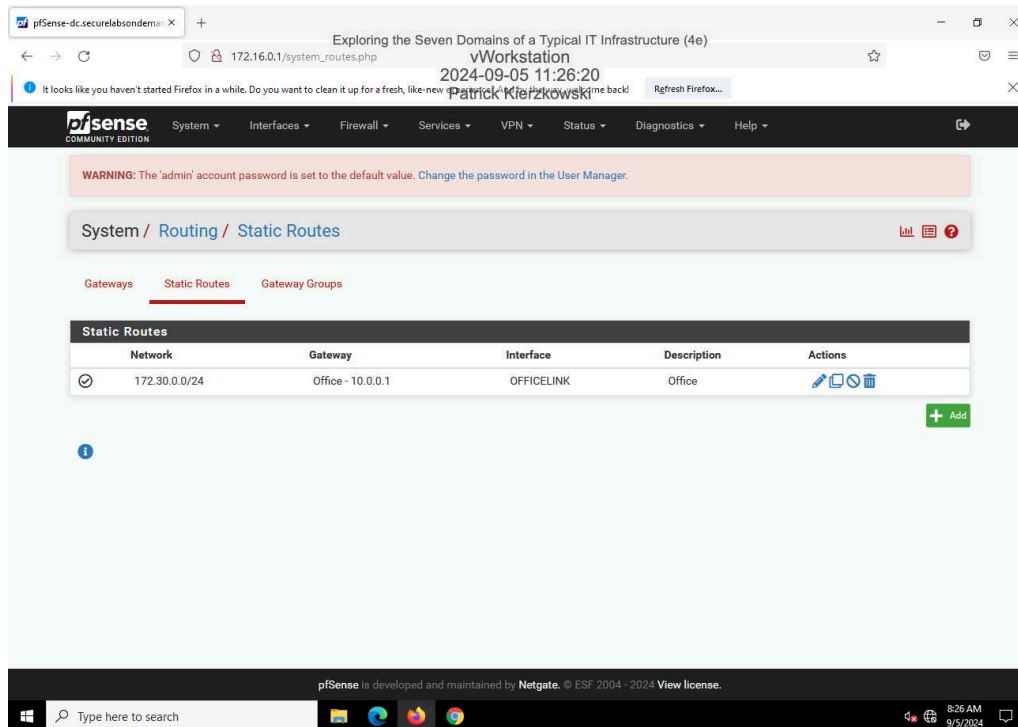 pfSense-dc.securelabsondeman
Exploring the Seven Domains of a Typical IT Infrastructure (4e)
172.16.0.1/system_routes.php
vWorkstation
2024-09-05 11:26:20
It looks like you haven't started Firefox in a while. Do you want to clean it up for a fresh, like-new back! Refresh Firefox...
Patrick Kierzkowski
pfsense COMMUNITY EDITION
System Interfaces Firewall Services VPN Status Diagnostics Help
WARNING: The 'admin' account password is set to the default value. Change the password in the User Manager.
System / Routing / Static Routes
Gateways Static Routes Gateway Groups
Static Routes
Network Gateway Interface Description Actions
172.30.0.0/24 Office - 10.0.0.1 OFFICELINK Office
Add
pfSense is developed and maintained by Netgate. © ESF 2004 - 2024 View license.
Type here to search
8:26 AM
9/5/2024